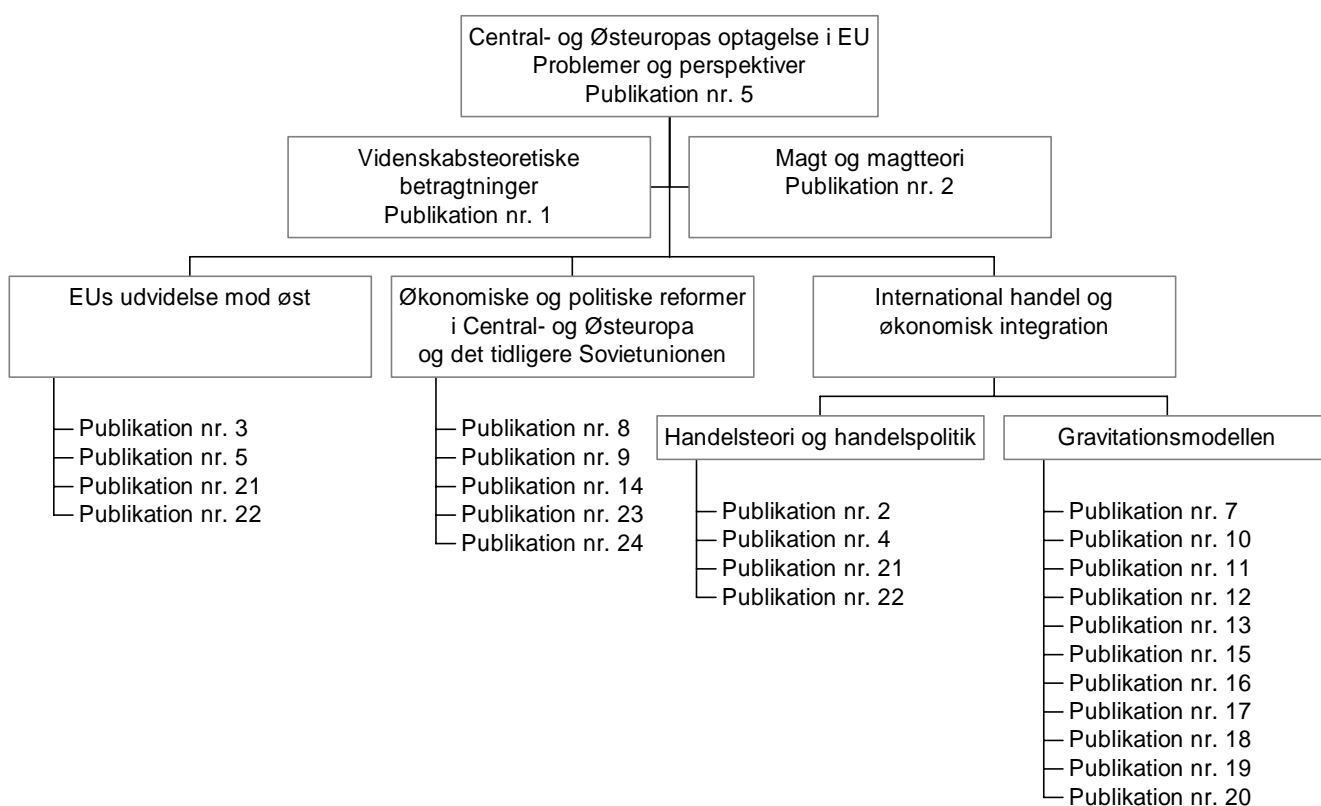 Central- og Østeuropas optagelse i EU
Problemer og perspektiver
Publikation nr. 5
Videnskabsteoretiske
betragtninger
Publikation nr. 1
Magt og magtteori
Publikation nr. 2
EUs udvidelse mod øst
Publikation nr. 3
Publikation nr. 5
Publikation nr. 21
Publikation nr. 22
Økonomiske og politiske reformer
i Central- og Østeuropa
og det tidligere Sovietunionen
Publikation nr. 8
Publikation nr. 9
Publikation nr. 14
Publikation nr. 23
Publikation nr. 24
International handel og
økonomisk integration
Handelsteori og handelspolitik
Publikation nr. 2
Publikation nr. 4
Publikation nr. 21
Publikation nr. 22
Gravitationsmodellen
Publikation nr. 7
Publikation nr. 10
Publikation nr. 11
Publikation nr. 12
Publikation nr. 13
Publikation nr. 15
Publikation nr. 16
Publikation nr. 17
Publikation nr. 18
Publikation nr. 19
Publikation nr. 20